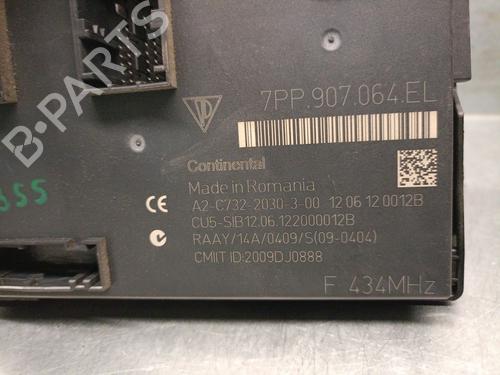 7PP.907.064.EL
Continental
Made in Romania
A2-C732-2030-3-00 12 06 12 0012B
CU5-SIB12.06.122000012B
RAAY/14A/0409/S(09-0404)
CMIIT ID:2009DJ0888
F 434MHz
CE
B-PARTS